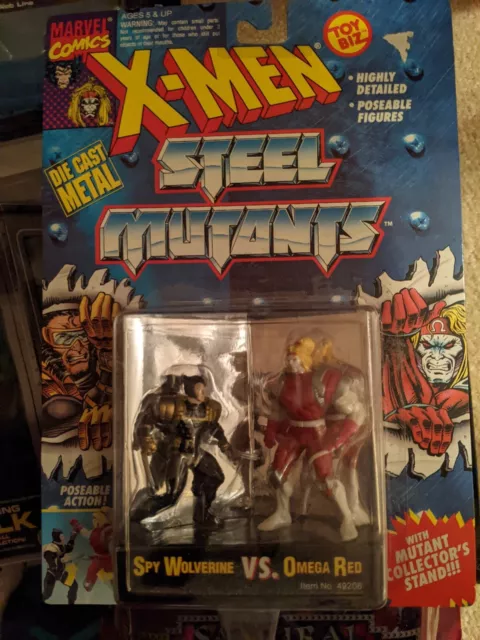 AGES 5 & UP
MARVEL
COMICS
X-MEN
TOY
BIZ
• HIGHLY
DETAILED
• POSEABLE
FIGURES
DIE CAST
METAL
STEEL
MUTANTS™
POSEABLE
ACTION!
SPY WOLVERINE VS. OMEGA RED
Item No. 49206
WITH
MUTANT
COLLECTOR'S
STAND!!!